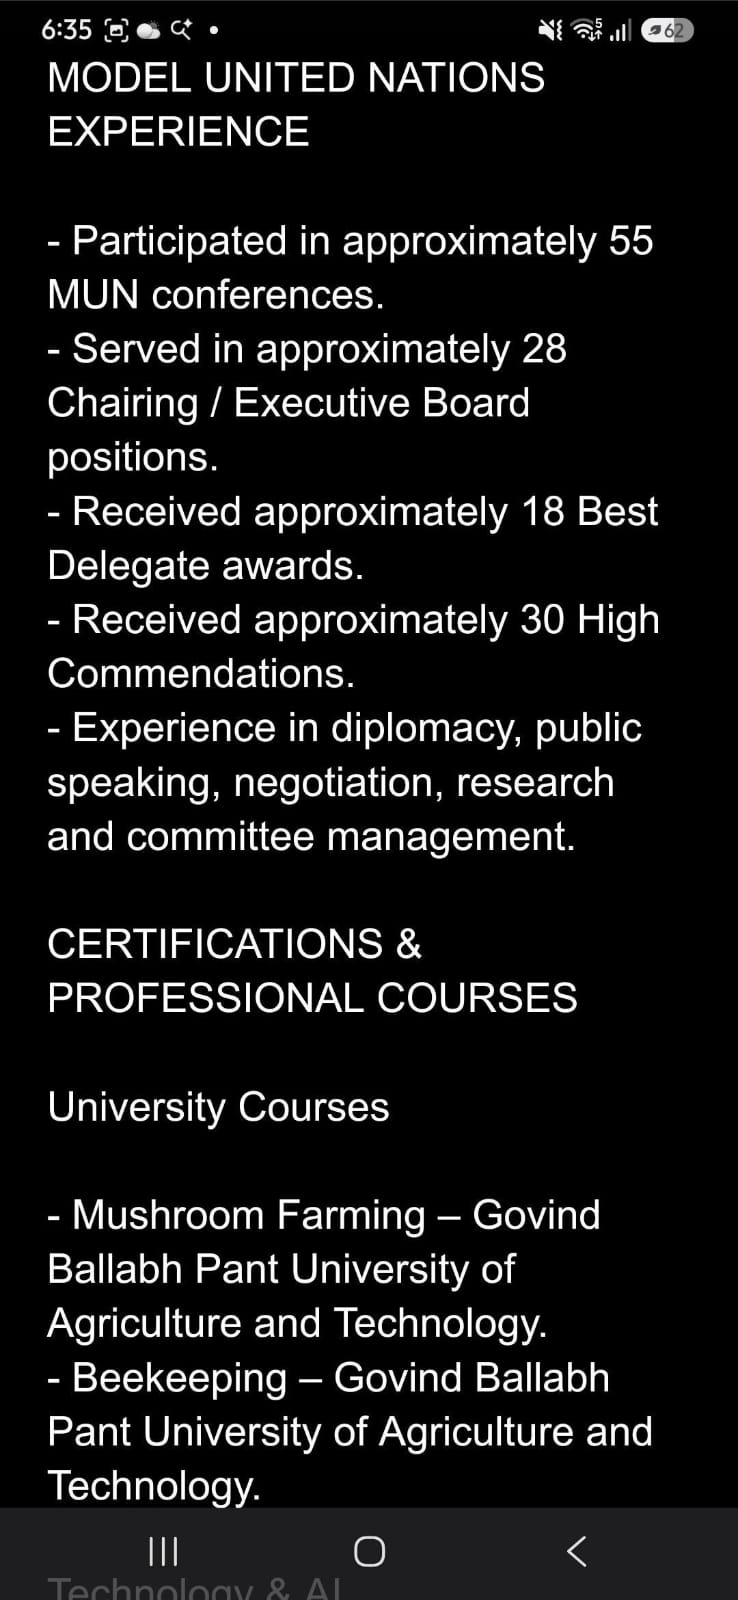 6:35
5
62
MODEL UNITED NATIONS
EXPERIENCE
- Participated in approximately 55
MUN conferences.
- Served in approximately 28
Chairing / Executive Board
positions.
- Received approximately 18 Best
Delegate awards.
- Received approximately 30 High
Commendations.
- Experience in diplomacy, public
speaking, negotiation, research
and committee management.
CERTIFICATIONS &
PROFESSIONAL COURSES
University Courses
- Mushroom Farming – Govind
Ballabh Pant University of
Agriculture and Technology.
- Beekeeping – Govind Ballabh
Pant University of Agriculture and
Technology.
Technology & AI